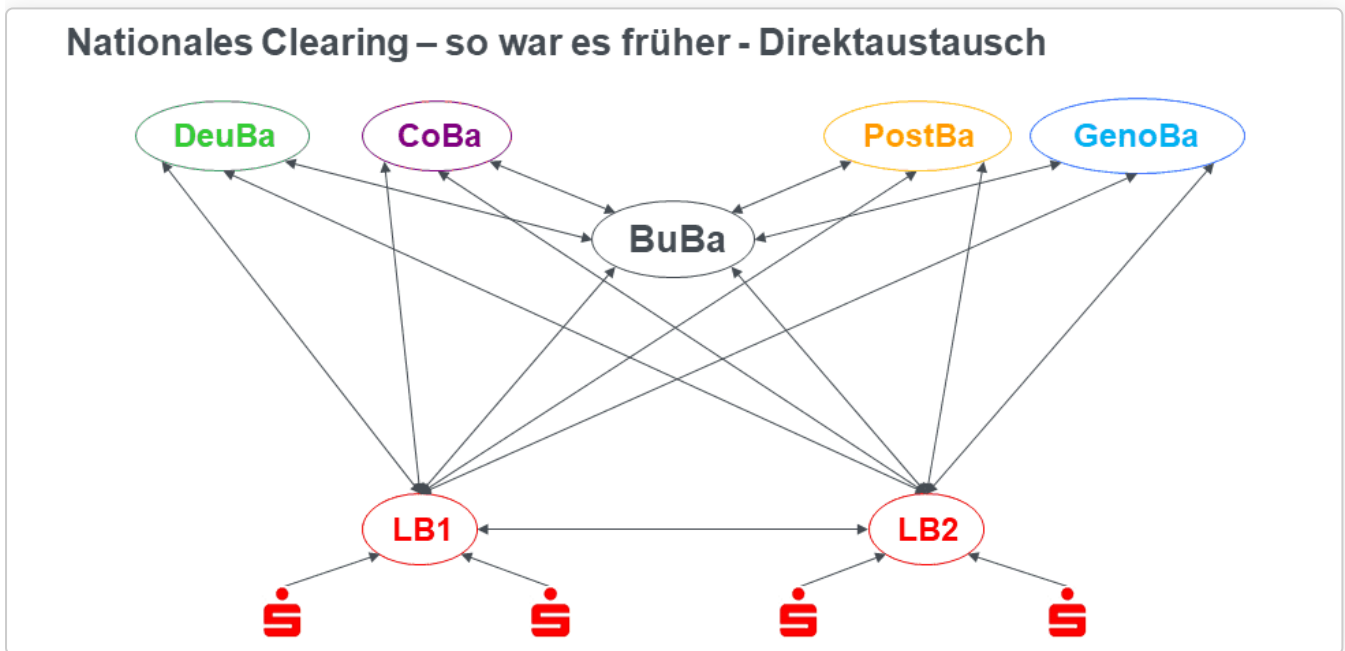 Nationales Clearing – so war es früher - Direktaustausch
DeuBa
CoBa
PostBa
GenoBa
BuBa
LB1
LB2